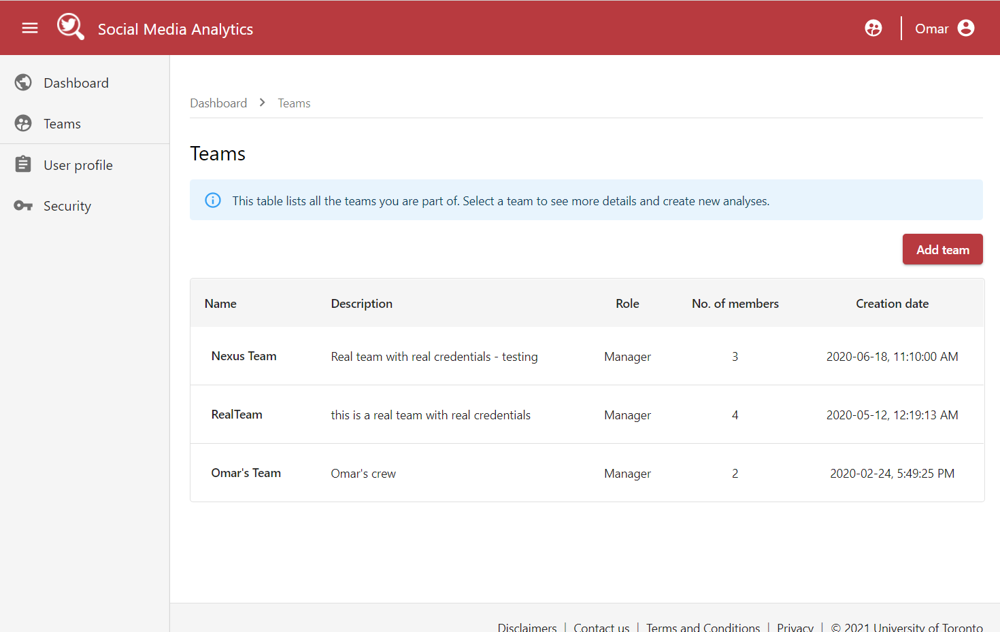 Social Media Analytics
Omar
Dashboard
Teams
User profile
Security
Dashboard Teams
Teams
This table lists all the teams you are part of. Select a team to see more details and create new analyses.
Add team
Name Description Role No. of members Creation date
Nexus Team Real team with real credentials - testing Manager 3 2020-06-18, 11:10:00 AM
RealTeam this is a real team with real credentials Manager 4 2020-05-12, 12:19:13 AM
Omar's Team Omar's crew Manager 2 2020-02-24, 5:49:25 PM
Disclaimers | Contact us | Terms and Conditions | Privacy | © 2021 University of Toronto